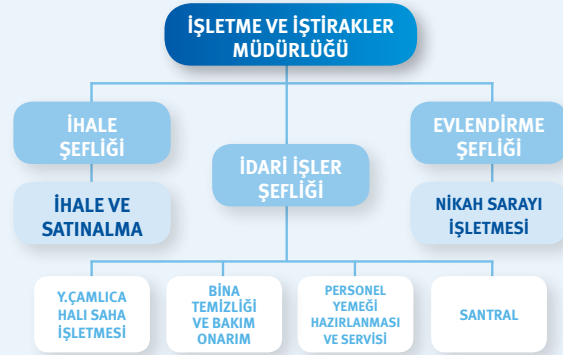 İŞLETME VE İŞTİRAKLER
MÜDÜRLÜĞÜ
İHALE
ŞEFLİĞİ
İDARİ İŞLER
ŞEFLİĞİ
EVLENDİRME
ŞEFLİĞİ
İHALE VE
SATINALMA
NİKAH SARAYI
İŞLETMESİ
Y.ÇAMLICA
HALI SAHA
İŞLETMESİ
BİNA
TEMİZLİĞİ
VE BAKIM
ONARIM
PERSONEL
YEMEĞİ
HAZIRLANMASI
VE SERVİSİ
SANTRAL